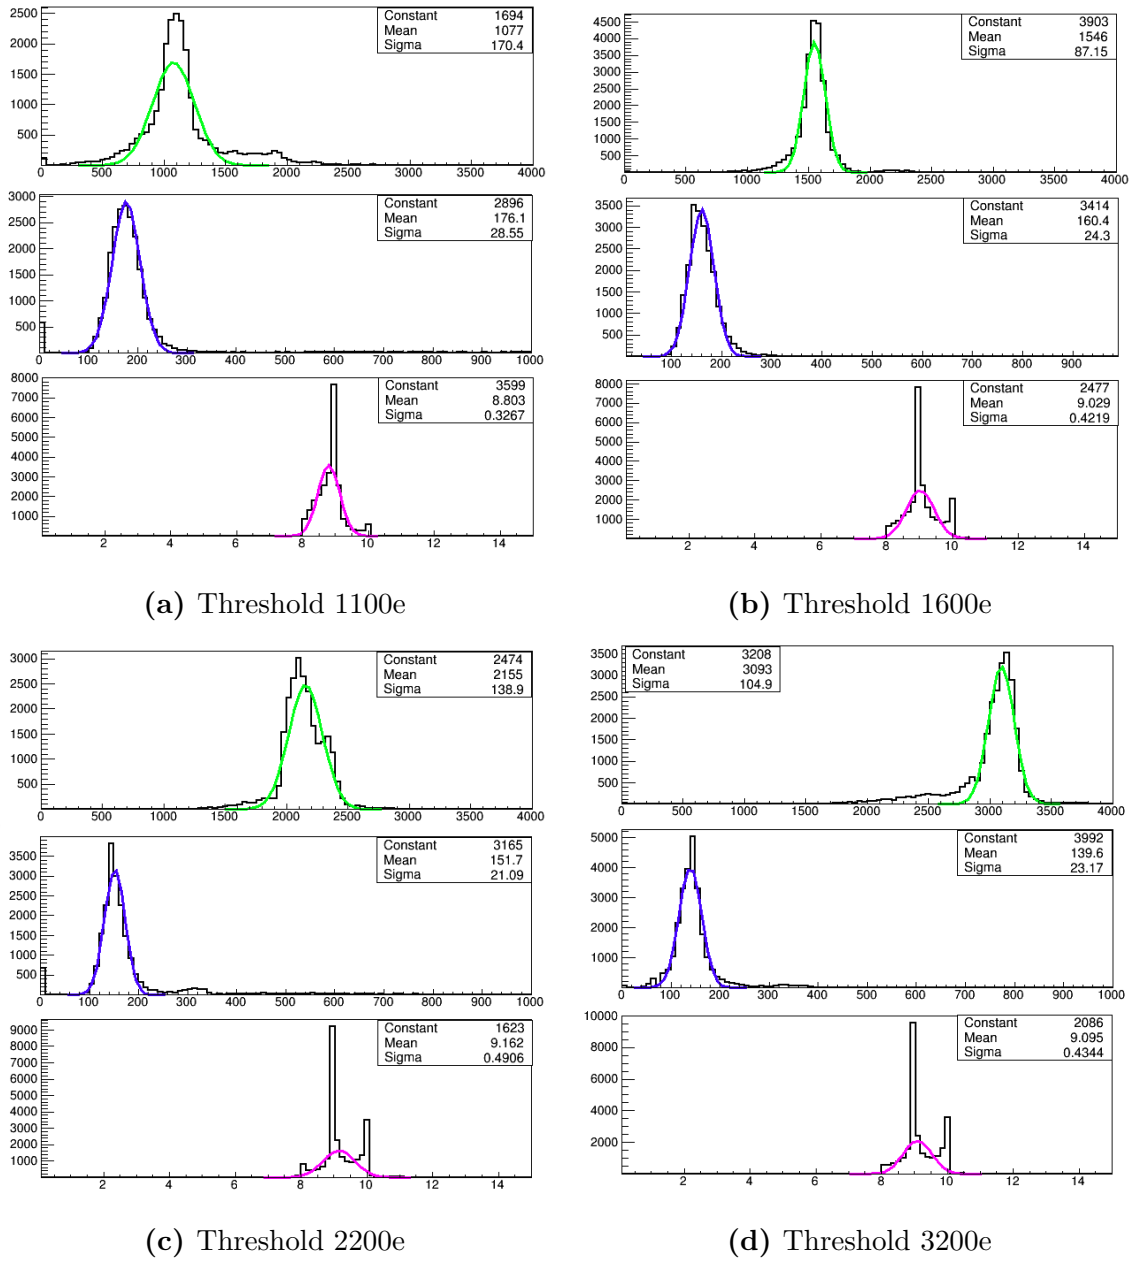 Constant 1694
Mean 1077
Sigma 170.4
2500
2000
1500
1000
500
0 500 1000 1500 2000 2500 3000 3500 4000
Constant 2896
Mean 176.1
Sigma 28.55
3000
2500
2000
1500
1000
500
0 100 200 300 400 500 600 700 800 900 1000
Constant 3599
Mean 8.803
Sigma 0.3267
8000
7000
6000
5000
4000
3000
2000
1000
2 4 6 8 10 12 14
(a) Threshold 1100e
Constant 3903
Mean 1546
Sigma 87.15
4500
4000
3500
3000
2500
2000
1500
1000
500
0 500 1000 1500 2000 2500 3000 3500 4000
Constant 3414
Mean 160.4
Sigma 24.3
3500
3000
2500
2000
1500
1000
500
100 200 300 400 500 600 700 800 900
Constant 2477
Mean 9.029
Sigma 0.4219
8000
7000
6000
5000
4000
3000
2000
1000
2 4 6 8 10 12 14
(b) Threshold 1600e
Constant 2474
Mean 2155
Sigma 138.9
3000
2500
2000
1500
1000
500
0 500 1000 1500 2000 2500 3000 3500 4000
Constant 3165
Mean 151.7
Sigma 21.09
3500
3000
2500
2000
1500
1000
500
0 100 200 300 400 500 600 700 800 900 1000
Constant 1623
Mean 9.162
Sigma 0.4906
9000
8000
7000
6000
5000
4000
3000
2000
1000
2 4 6 8 10 12 14
(c) Threshold 2200e
Constant 3208
Mean 3093
Sigma 104.9
3500
3000
2500
2000
1500
1000
500
0 500 1000 1500 2000 2500 3000 3500 4000
Constant 3992
Mean 139.6
Sigma 23.17
5000
4000
3000
2000
1000
0 100 200 300 400 500 600 700 800 900 1000
Constant 2086
Mean 9.095
Sigma 0.4344
10000
8000
6000
4000
2000
2 4 6 8 10 12 14
(d) Threshold 3200e